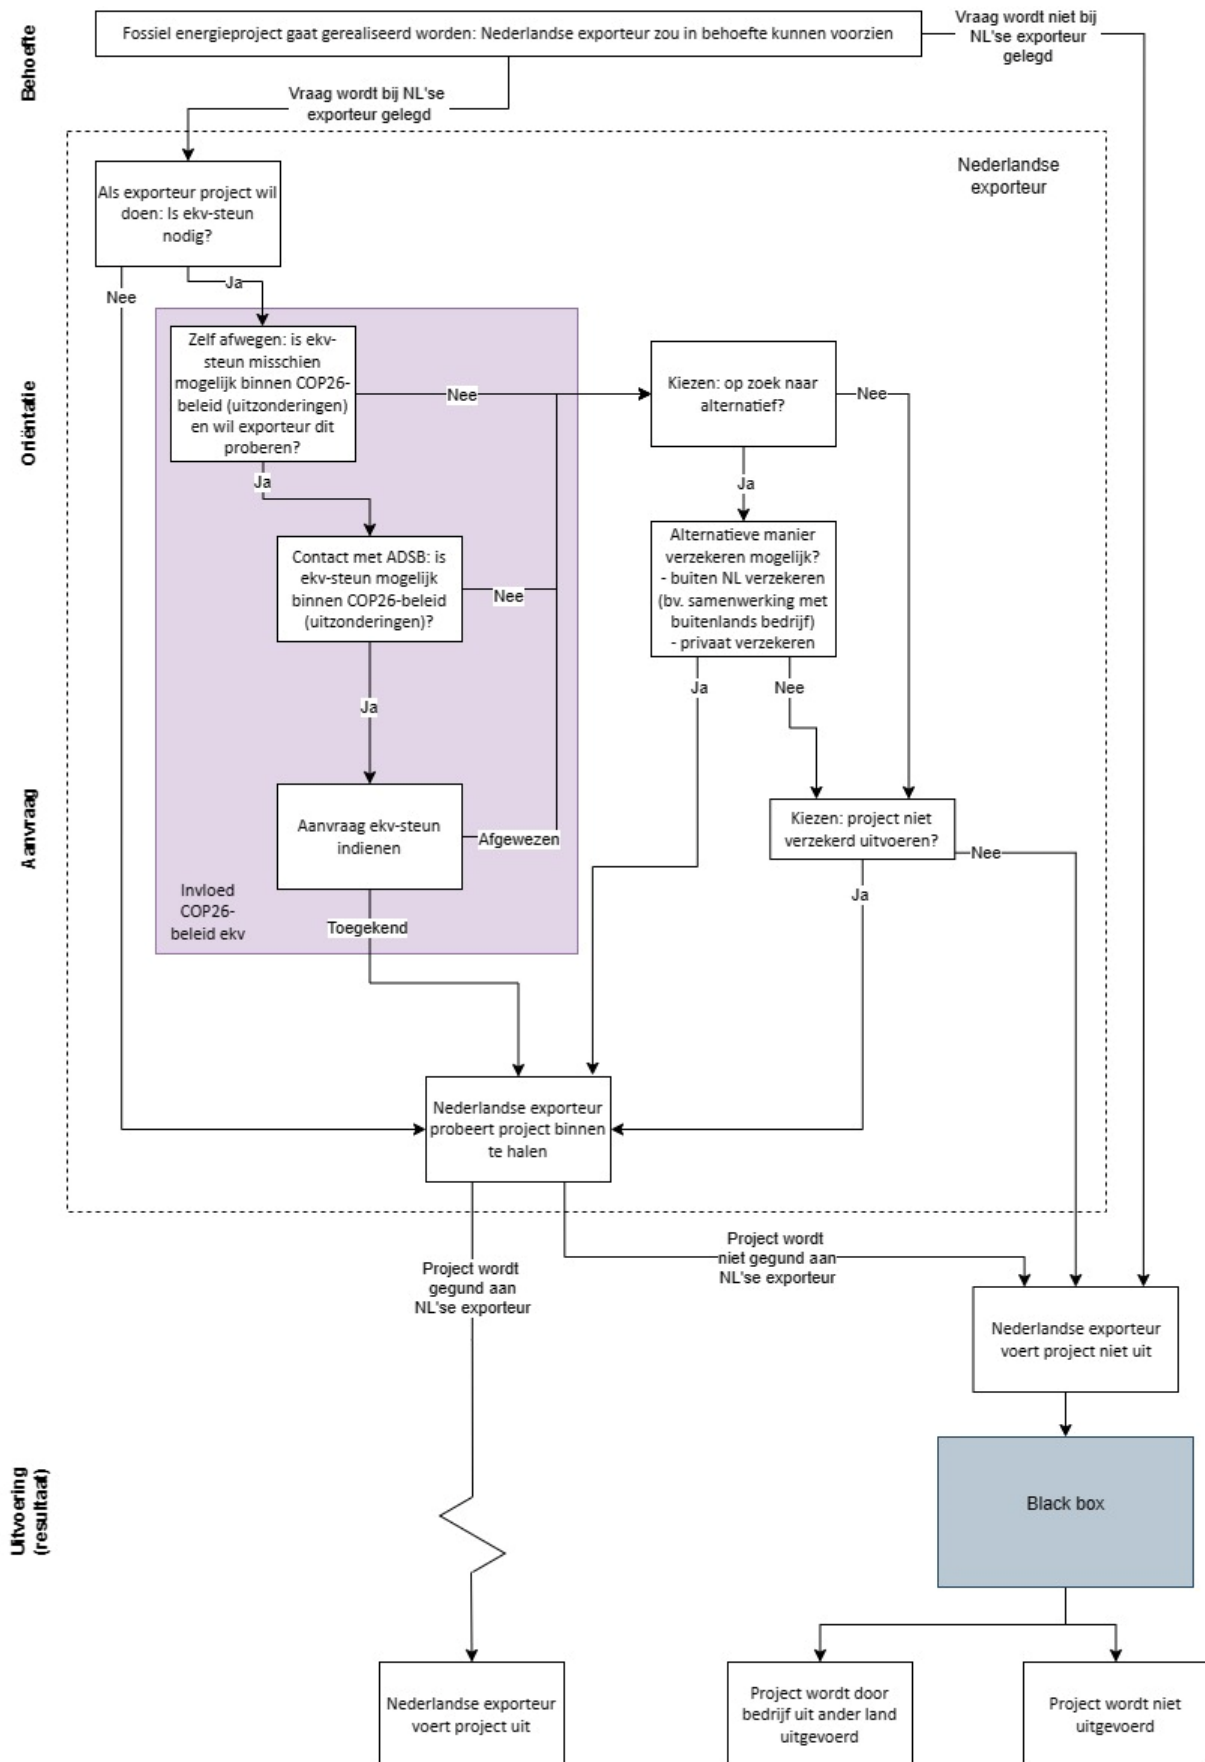 Behoefte
Fossiel energieproject gaat gerealiseerd worden: Nederlandse exporteur zou in behoefte kunnen voorzien
Vraag wordt niet bij
NL'se exporteur
gelegd
Vraag wordt bij NL'se
exporteur gelegd
Nederlandse
exporteur
Als exporteur project wil
doen: Is ekv-steun
nodig?
Nee
Ja
Oriëntatie
Zelf afwegen: is ekv-
steun misschien
mogelijk binnen COP26-
beleid (uitzonderingen)
en wil exporteur dit
proberen?
Nee
Kiezen: op zoek naar
alternatief?
Nee
Ja
Ja
Contact met ADSB: is
ekv-steun mogelijk
binnen COP26-beleid
(uitzonderingen)?
Nee
Alternatieve manier
verzekeren mogelijk?
- buiten NL verzekeren
(bv. samenwerking met
buitenlands bedrijf)
- privaat verzekeren
Ja
Ja
Nee
Aanvraag
Aanvraag ekv-steun
indienen
Afgewezen
Kiezen: project niet
verzekerd uitvoeren?
Nee
Ja
Invloed
COP26-
beleid ekv
Toegekend
Nederlandse exporteur
probeert project binnen
te halen
Project wordt
gegund aan
NL'se exporteur
Project wordt
niet gegund aan
NL'se exporteur
Nederlandse exporteur
voert project niet uit
Uitvoering
(resultaat)
Black box
Nederlandse exporteur
voert project uit
Project wordt door
bedrijf uit ander land
uitgevoerd
Project wordt niet
uitgevoerd